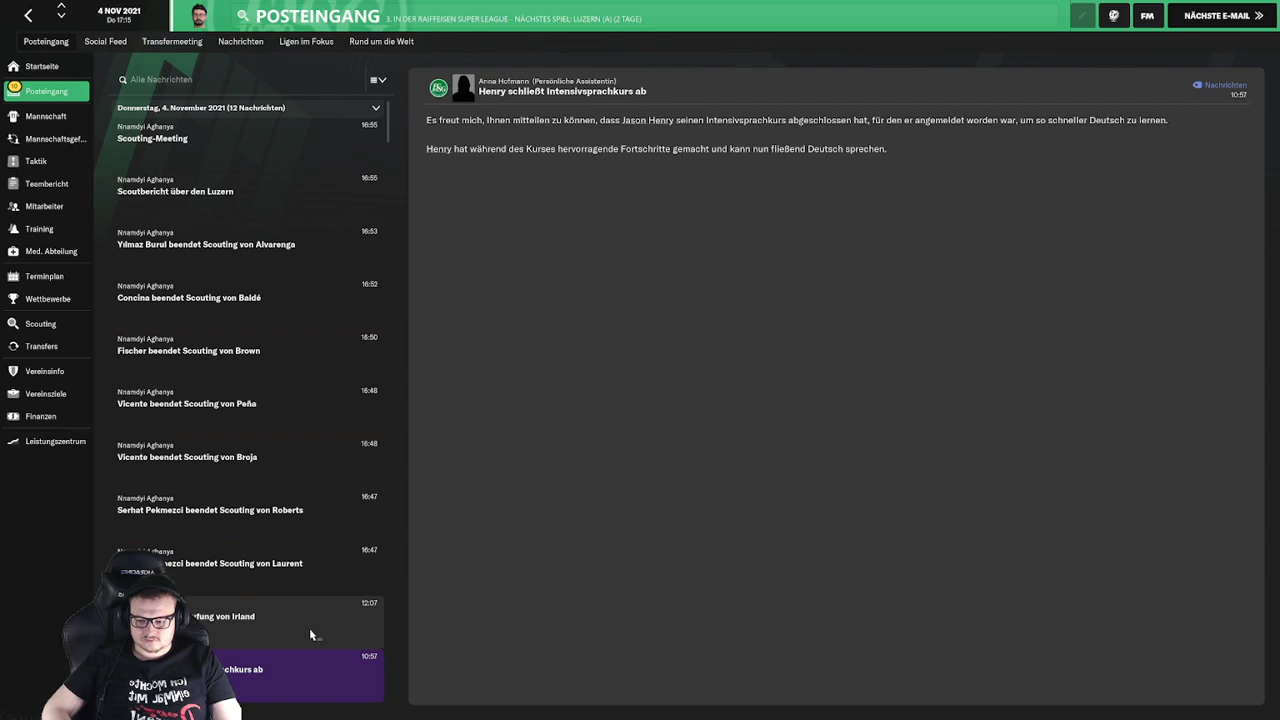 4 NOV 2021
Do 17:15
POSTEINGANG
3. IN DER RAIFFEISEN SUPER LEAGUE - NÄCHSTES SPIEL: LUZERN (A) (2 TAGE)
FM
NÄCHSTE E-MAIL
Posteingang
Social Feed
Transfermeeting
Nachrichten
Ligen im Fokus
Rund um die Welt
Startseite
10
Posteingang
Mannschaft
Mannschaftsgef...
Taktik
Teambericht
Mitarbeiter
Training
Med. Abteilung
Terminplan
Wettbewerbe
Scouting
Transfers
Vereinsinfo
Vereinsziele
Finanzen
Leistungszentrum
Alle Nachrichten
Donnerstag, 4. November 2021 (12 Nachrichten)
Nnamdyi Aghanya
16:55
Scouting-Meeting
Nnamdyi Aghanya
16:55
Scoutbericht über den Luzern
Nnamdyi Aghanya
16:53
Yılmaz Burul beendet Scouting von Alvarenga
Nnamdyi Aghanya
16:52
Concina beendet Scouting von Baldé
Nnamdyi Aghanya
16:50
Fischer beendet Scouting von Brown
Nnamdyi Aghanya
16:48
Vicente beendet Scouting von Peña
Nnamdyi Aghanya
16:48
Vicente beendet Scouting von Broja
Nnamdyi Aghanya
16:47
Serhat Pekmezci beendet Scouting von Roberts
16:47
beendet Scouting von Laurent
12:07
von Irland
10:57
ab
Anna Hofmann (Persönliche Assistentin)
Henry schließt Intensivsprachkurs ab
Nachrichten
10:57
Es freut mich, Ihnen mitteilen zu können, dass Jason Henry seinen Intensivsprachkurs abgeschlossen hat, für den er angemeldet worden war, um so schneller Deutsch zu lernen.
Henry hat während des Kurses hervorragende Fortschritte gemacht und kann nun fließend Deutsch sprechen.